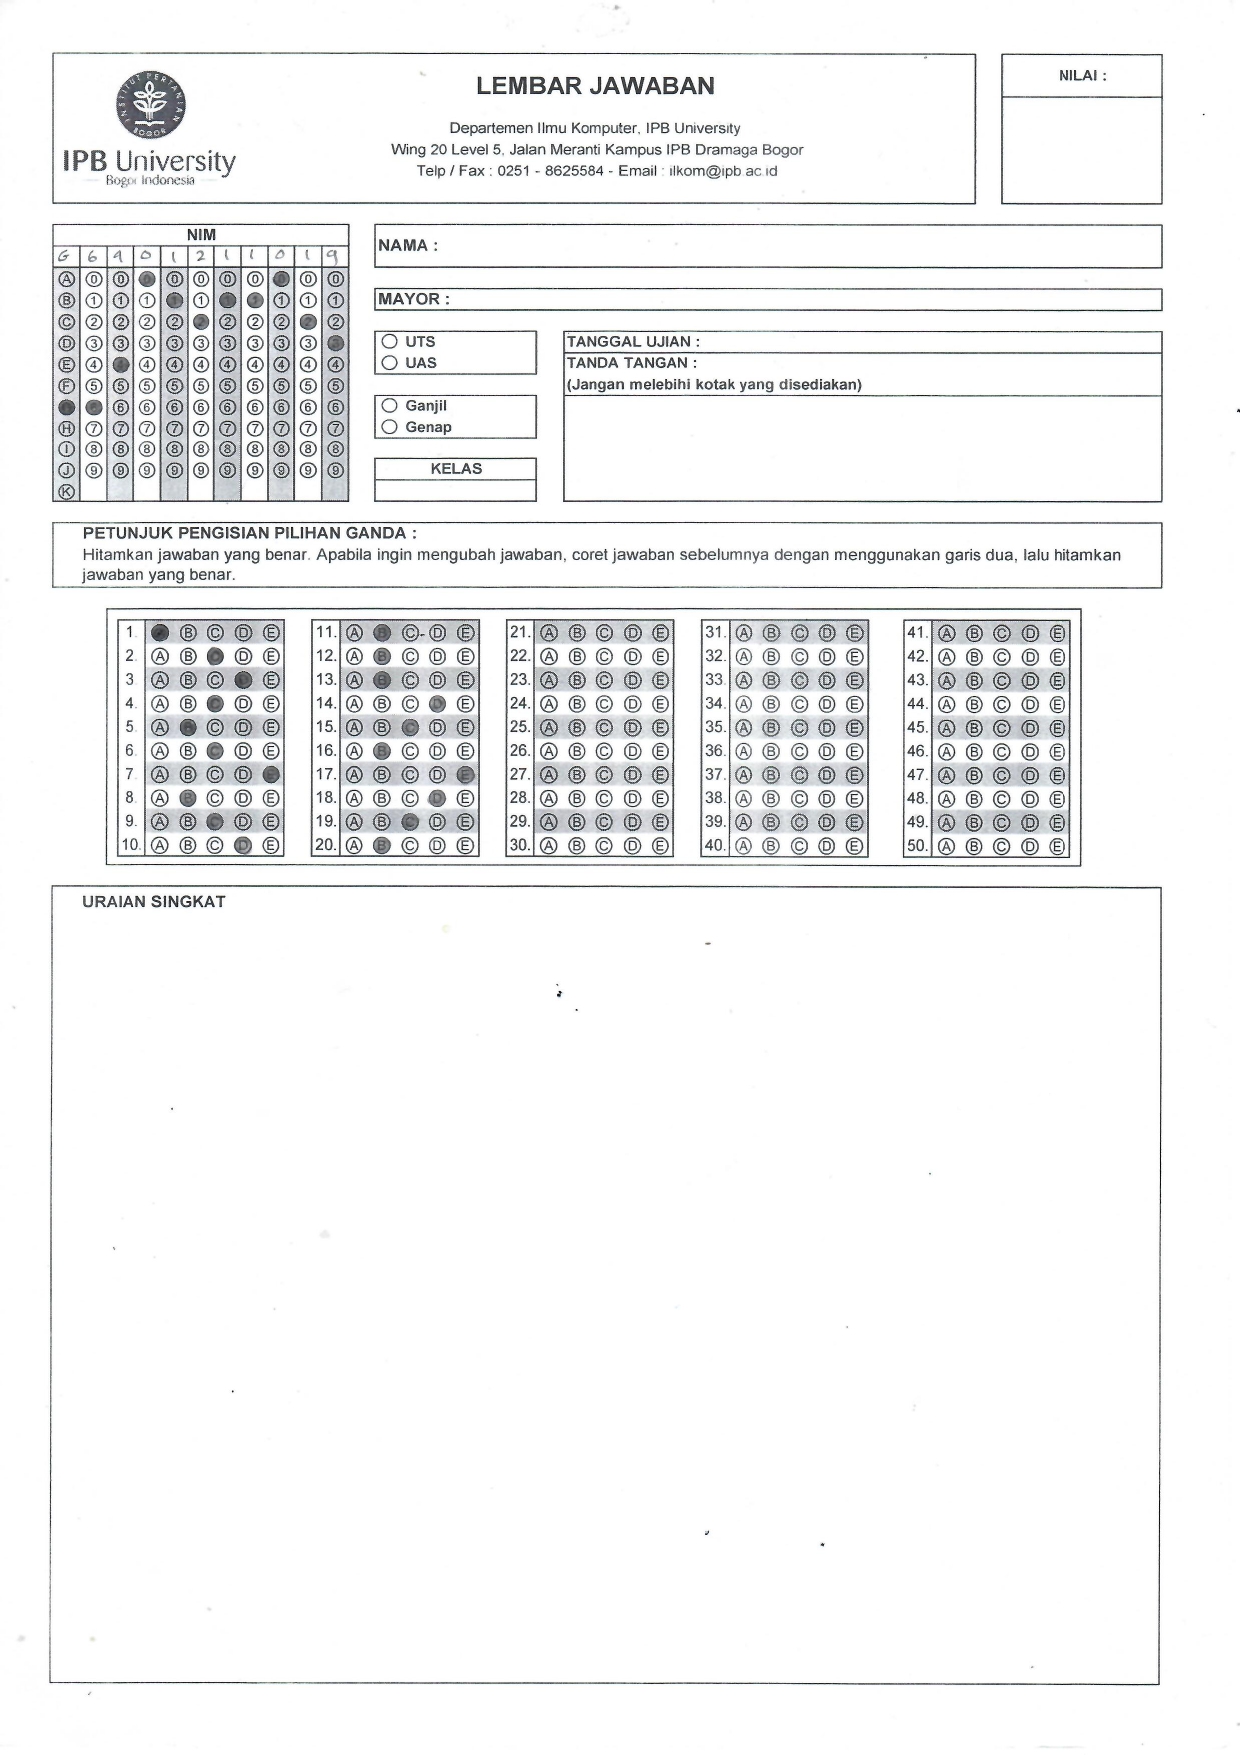 INSTITUT PERTANIAN BOGOR
IPB University
Bogor Indonesia
LEMBAR JAWABAN
Departemen Ilmu Komputer, IPB University
Wing 20 Level 5, Jalan Meranti Kampus IPB Dramaga Bogor
Telp / Fax : 0251 - 8625584 - Email : ilkom@ipb.ac.id
NILAI :
NIM
G 6 4 0 1 2 1 1 0 1 9
A 0 0 0 0 0 0 0 0
B 1 1 1 1 1 1 1
C 2 2 2 2 2 2 2 2
D 3 3 3 3 3 3 3 3 3
E 4 4 4 4 4 4 4 4 4
F 5 5 5 5 5 5 5 5 5 5
6 6 6 6 6 6 6 6 6
H 7 7 7 7 7 7 7 7 7 7
I 8 8 8 8 8 8 8 8 8 8
J 9 9 9 9 9 9 9 9 9 9
K
NAMA :
MAYOR :
UTS
UAS
Ganjil
Genap
KELAS
TANGGAL UJIAN :
TANDA TANGAN :
(Jangan melebihi kotak yang disediakan)
PETUNJUK PENGISIAN PILIHAN GANDA :
Hitamkan jawaban yang benar. Apabila ingin mengubah jawaban, coret jawaban sebelumnya dengan menggunakan garis dua, lalu hitamkan
jawaban yang benar.
1. B C D E
2. A B D E
3 A B C E
4. A B D E
5. A C D E
6. A B D E
7. A B C D
8. A C D E
9. A B D E
10. A B C E
11. A C D E
12. A C D E
13. A C D E
14. A B C E
15. A B D E
16. A C D E
17. A B C D
18. A B C E
19. A B D E
20. A C D E
21. A B C D E
22. A B C D E
23. A B C D E
24. A B C D E
25. A B C D E
26. A B C D E
27. A B C D E
28. A B C D E
29. A B C D E
30. A B C D E
31. A B C D E
32. A B C D E
33. A B C D E
34. A B C D E
35. A B C D E
36. A B C D E
37. A B C D E
38. A B C D E
39. A B C D E
40. A B C D E
41. A B C D E
42. A B C D E
43. A B C D E
44. A B C D E
45. A B C D E
46. A B C D E
47. A B C D E
48. A B C D E
49. A B C D E
50. A B C D E
URAIAN SINGKAT